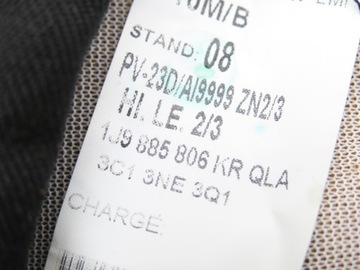 10M/B
STAND: 08
PV-23D/AI9999 ZN2/3
HI. LE. 2/3
1J9 885 806 KR QLA
3C1 3NE 3Q1
CHARGE: